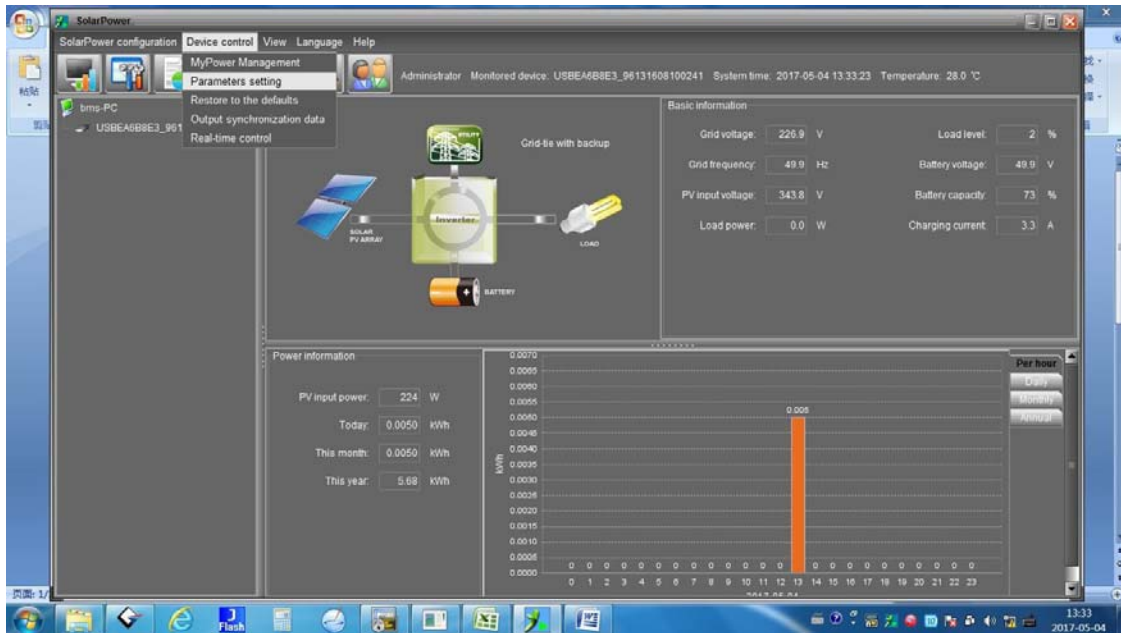 SolarPower
SolarPower configuration Device control View Language Help
MyPower Management
Parameters setting
Restore to the defaults
Output synchronization data
Real-time control
Administrator Monitored device: USBEA6B8E3_96131608100241 System time: 2017-05-04 13:33:23 Temperature: 28.0 ℃
bms-PC
USBEA6B8E3_961
UTILITY
Grid-tie with backup
SOLAR
PV ARRAY
Inverter
LOAD
BATTERY
Basic information
Grid voltage: 226.9 V Load level: 2 %
Grid frequency: 49.9 Hz Battery voltage: 49.9 V
PV input voltage: 343.8 V Battery capacity: 73 %
Load power: 0.0 W Charging current: 3.3 A
Power information
PV input power: 224 W
Today: 0.0050 kWh
This month: 0.0050 kWh
This year: 5.68 kWh
0.0070
0.0065
0.0060
0.0055
0.0050
0.0045
0.0040
0.0035
0.0030
0.0025
0.0020
0.0015
0.0010
0.0005
0.0000
kWh
0.005
0 0 0 0 0 0 0 0 0 0 0 0 0 0 0 0 0 0 0 0 0 0 0
0 1 2 3 4 5 6 7 8 9 10 11 12 13 14 15 16 17 18 19 20 21 22 23
2017-05-04
Per hour
Daily
Monthly
Annual
粘贴
页面: 1/
J
Flash
13:33
2017-05-04